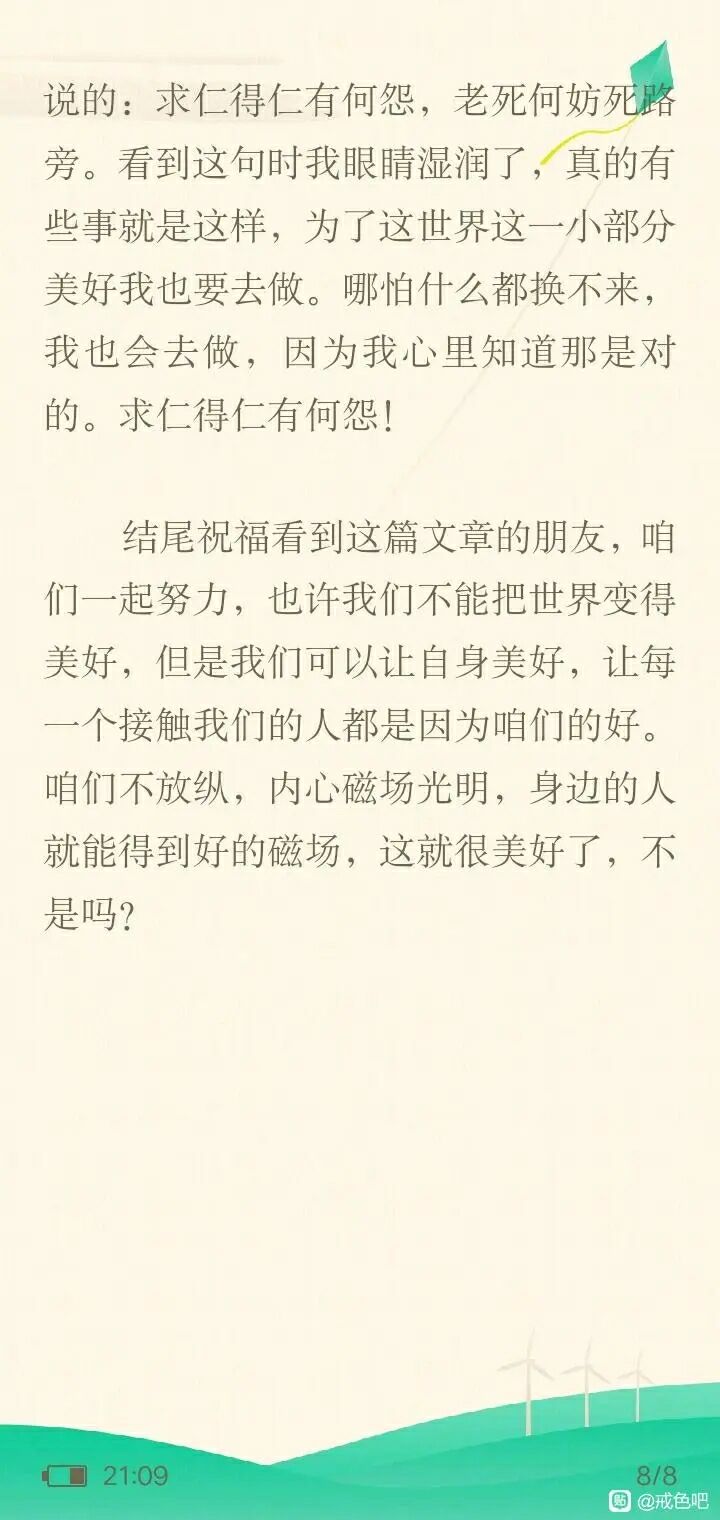 说的：求仁得仁有何怨，老死何妨死路
旁。看到这句时我眼睛湿润了，真的有
些事就是这样，为了这世界这一小部分
美好我也要去做。哪怕什么都换不来，
我也会去做，因为我心里知道那是对
的。求仁得仁有何怨！
结尾祝福看到这篇文章的朋友，咱
们一起努力，也许我们不能把世界变得
美好，但是我们可以让自身美好，让每
一个接触我们的人都是因为咱们的好。
咱们不放纵，内心磁场光明，身边的人
就能得到好的磁场，这就很美好了，不
是吗？
21:09
8/8
贴 @戒色吧